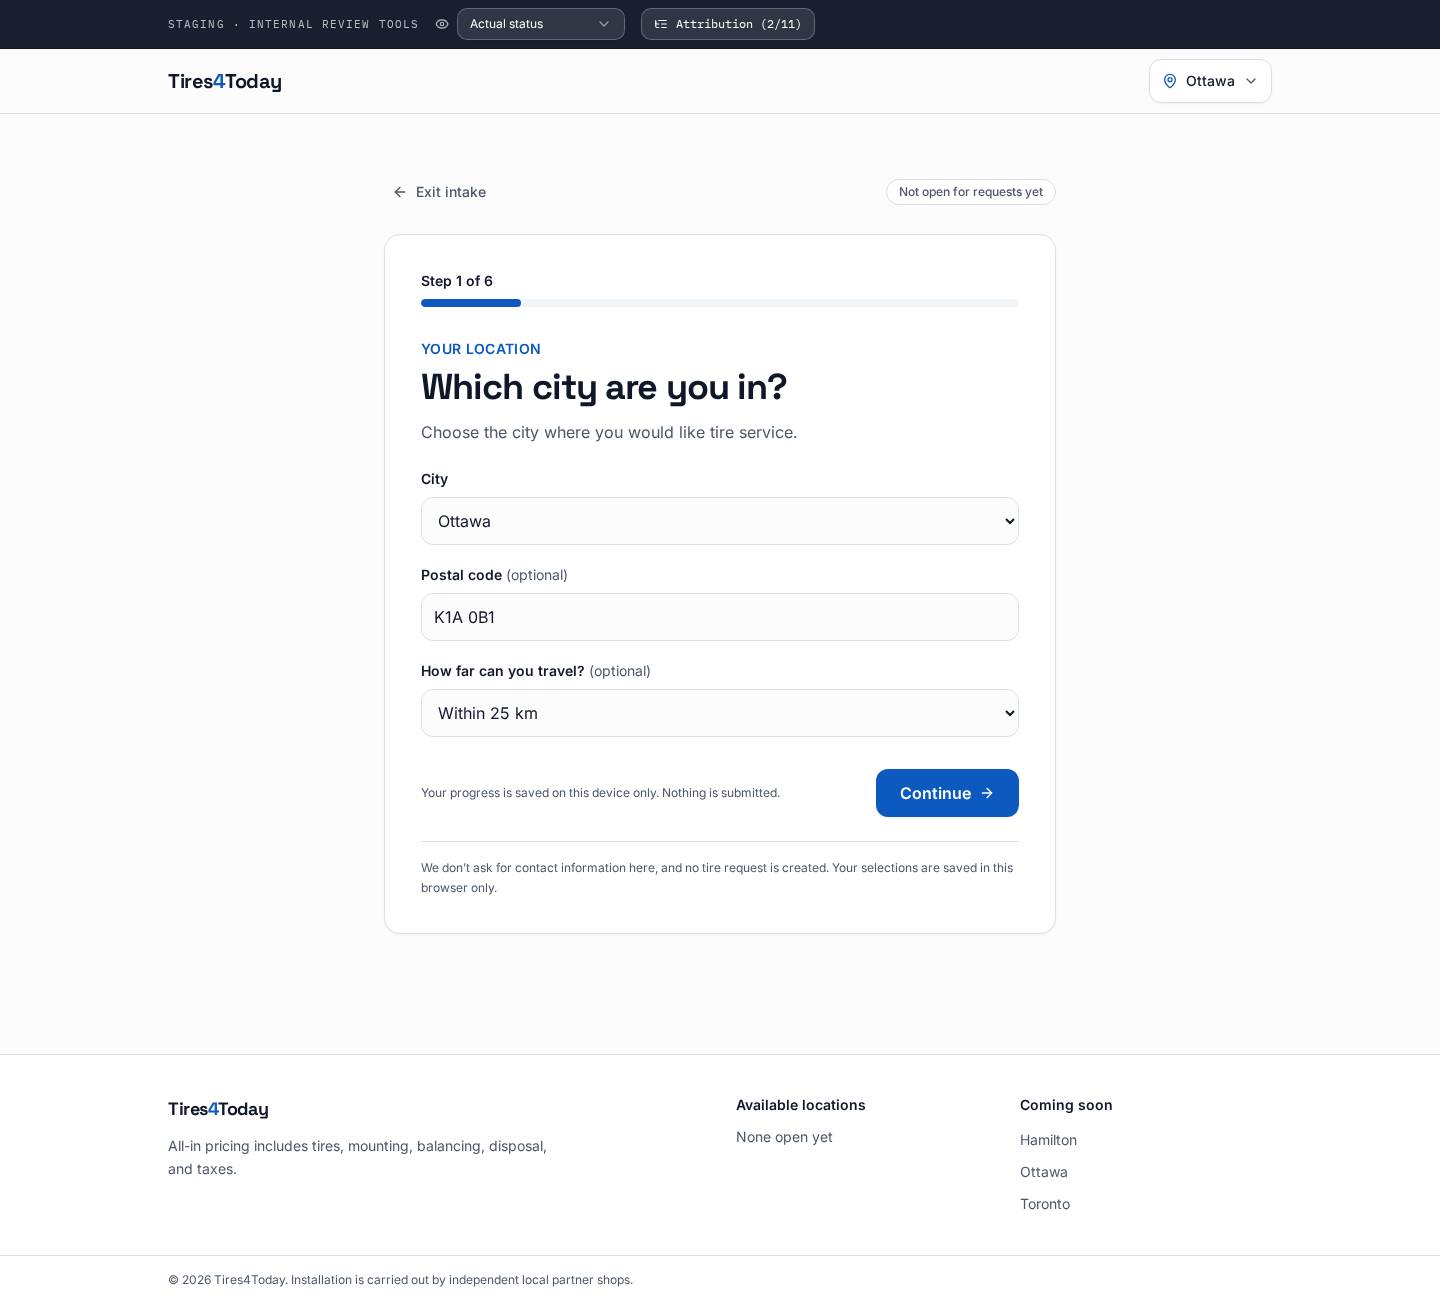 STAGING · INTERNAL REVIEW TOOLS
Actual status
Attribution (2/11)
Tires4Today
Ottawa
Exit intake
Not open for requests yet
Step 1 of 6
YOUR LOCATION
Which city are you in?
Choose the city where you would like tire service.
City
Ottawa
Postal code (optional)
K1A 0B1
How far can you travel? (optional)
Within 25 km
Your progress is saved on this device only. Nothing is submitted.
Continue
We don’t ask for contact information here, and no tire request is created. Your selections are saved in this
browser only.
Tires4Today
All-in pricing includes tires, mounting, balancing, disposal,
and taxes.
Available locations
None open yet
Coming soon
Hamilton
Ottawa
Toronto
© 2026 Tires4Today. Installation is carried out by independent local partner shops.